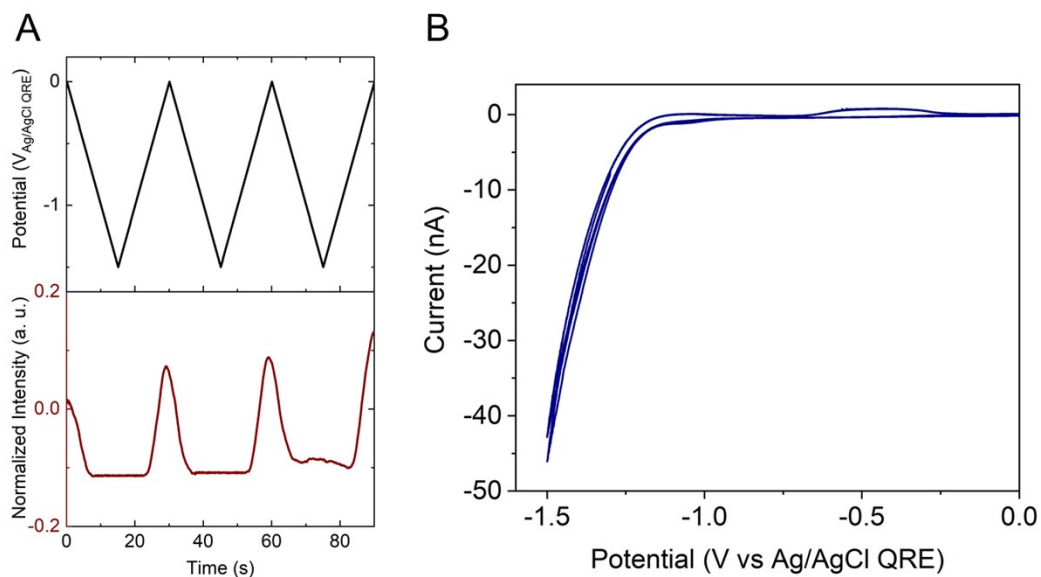 A
Potential (V Ag/AgCl QRE)
0
-1
Normalized Intensity (a. u.)
0.2
0.0
-0.2
0 20 40 60 80
Time (s)
B
Current (nA)
0
-10
-20
-30
-40
-50
-1.5 -1.0 -0.5 0.0
Potential (V vs Ag/AgCl QRE)